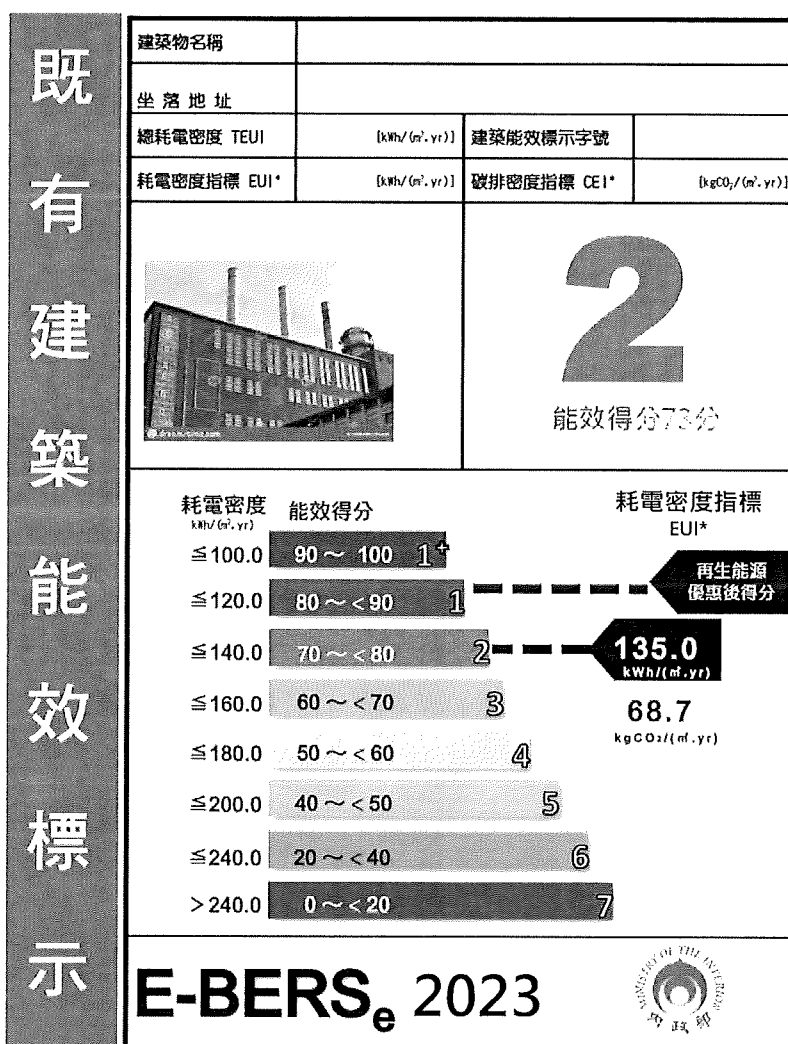 既有建築能效標示
建築物名稱
坐落地址
總耗電密度 TEUI [kWh/(m².yr)] 建築能效標示字號
耗電密度指標 EUI* [kWh/(m².yr)] 碳排密度指標 CEI* [kgCO₂/(m².yr)]
2
能效得分73分
耗電密度 能效得分 耗電密度指標
kWh/(m².yr) EUI*
≦100.0 90～100 1⁺
再生能源
≦120.0 80～<90 1 優惠後得分
≦140.0 70～<80 2 135.0
kWh/(㎡.yr)
≦160.0 60～<70 3 68.7
kgCO₂/(㎡.yr)
≦180.0 50～<60 4
≦200.0 40～<50 5
≦240.0 20～<40 6
>240.0 0～<20 7
E-BERSₑ 2023
MINISTRY OF THE INTERIOR
內政部